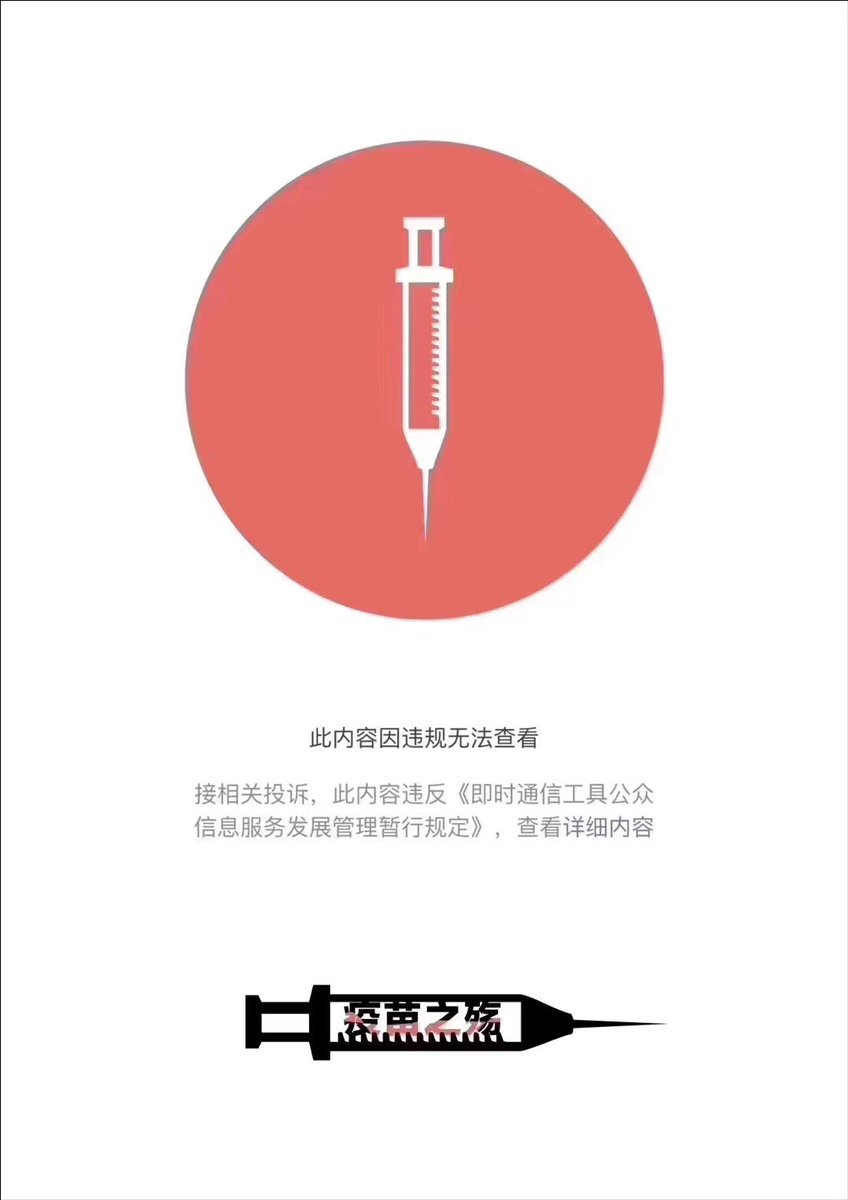 此内容因违规无法查看
接相关投诉，此内容违反《即时通信工具公众
信息服务发展管理暂行规定》，查看详细内容
疫苗之殇